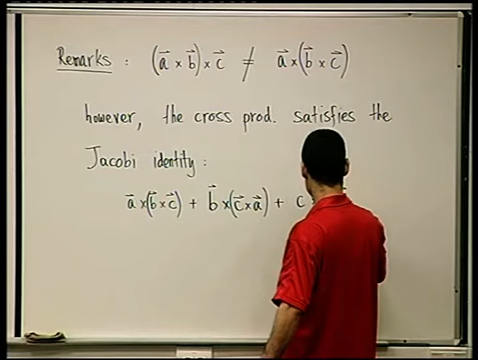 Remarks : (a⃗ × b⃗) × c⃗ ≠ a⃗ × (b⃗ × c⃗)
however, the cross prod. satisfies the
Jacobi identity :
a⃗ × (b⃗ × c⃗) + b⃗ × (c⃗ × a⃗) + c